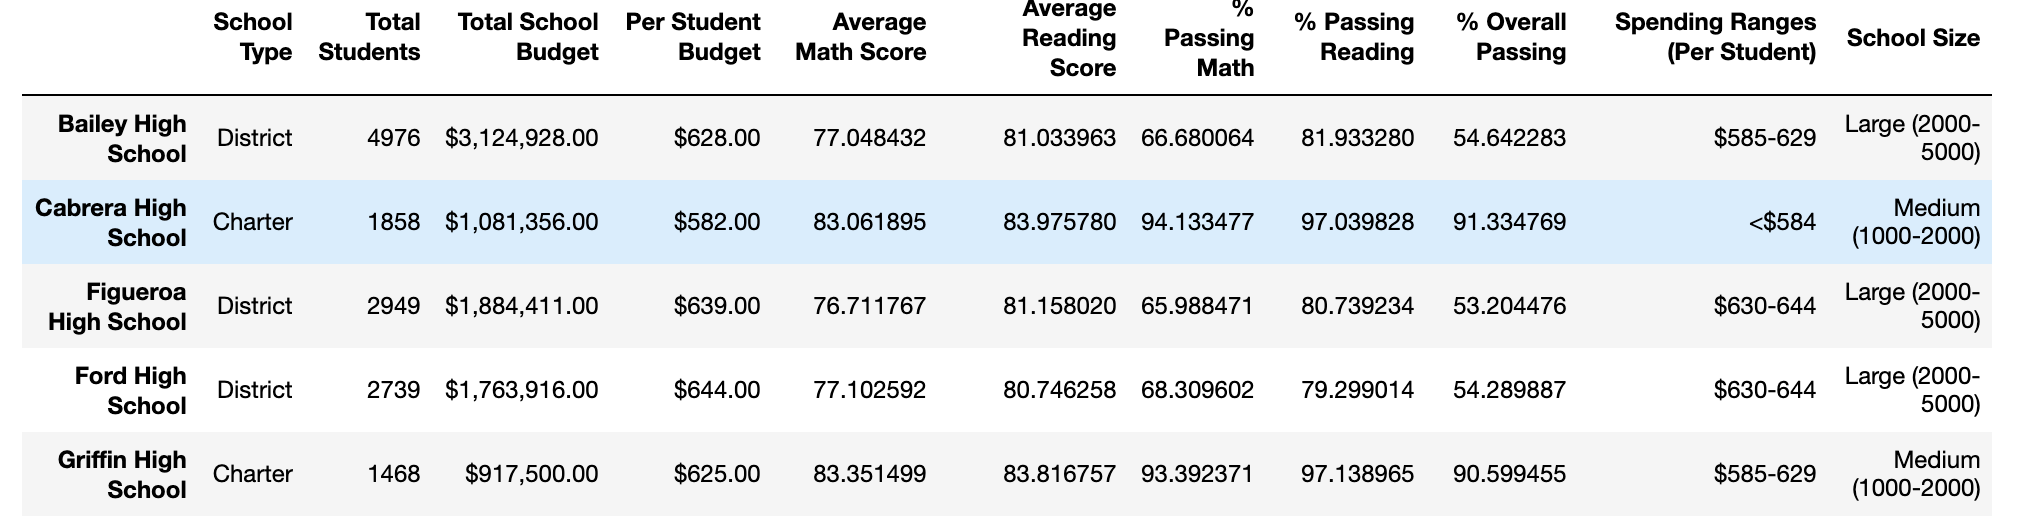 School Type Total Students Total School Budget Per Student Budget Average Math Score Average Reading Score % Passing Math % Passing Reading % Overall Passing Spending Ranges (Per Student) School Size
Bailey High School District 4976 $3,124,928.00 $628.00 77.048432 81.033963 66.680064 81.933280 54.642283 $585-629 Large (2000-5000)
Cabrera High School Charter 1858 $1,081,356.00 $582.00 83.061895 83.975780 94.133477 97.039828 91.334769 <$584 Medium (1000-2000)
Figueroa High School District 2949 $1,884,411.00 $639.00 76.711767 81.158020 65.988471 80.739234 53.204476 $630-644 Large (2000-5000)
Ford High School District 2739 $1,763,916.00 $644.00 77.102592 80.746258 68.309602 79.299014 54.289887 $630-644 Large (2000-5000)
Griffin High School Charter 1468 $917,500.00 $625.00 83.351499 83.816757 93.392371 97.138965 90.599455 $585-629 Medium (1000-2000)